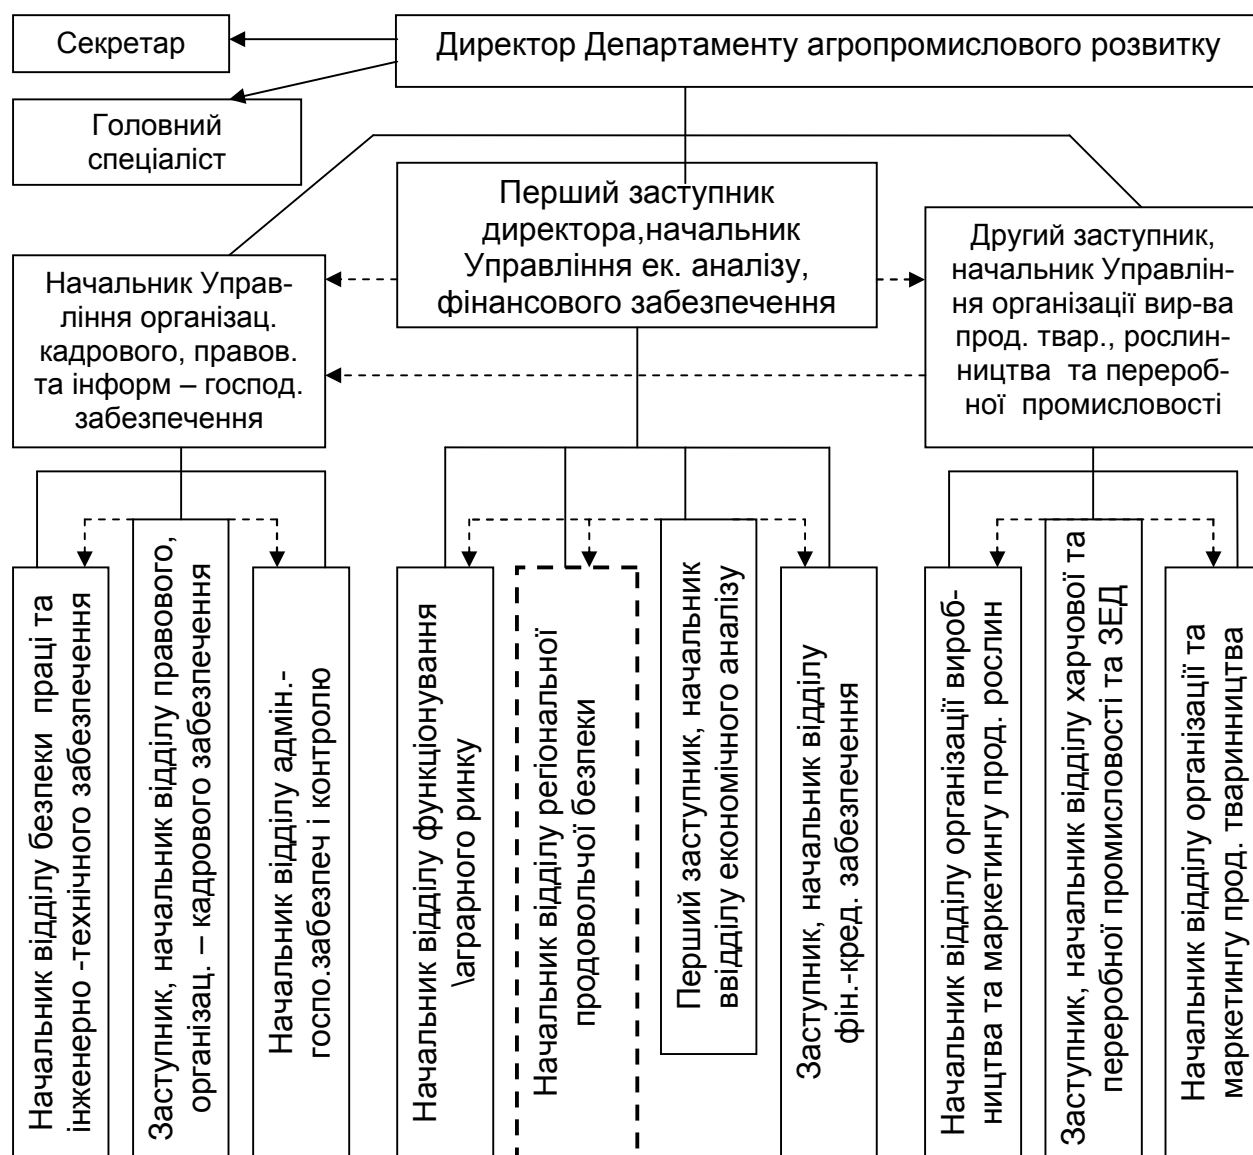 Секретар
Директор Департаменту агропромислового розвитку
Головний
спеціаліст
Перший заступник
директора,начальник
Управління ек. аналізу,
фінансового забезпечення
Начальник Управ-
ління організац.
кадрового, правов.
та інформ – господ.
забезпечення
Другий заступник,
начальник Управлін-
ня організації вир-ва
прод. твар., рослин-
ництва та перероб-
ної промисловості
Начальник відділу безпеки праці та
інженерно -технічного забезпечення
Заступник, начальник відділу правового,
організац. – кадрового забезпечення
Начальник відділу адмін.-
госпо.забезпеч і контролю
Начальник відділу функціонування
\аграрного ринку
Начальник відділу регіональної
продовольчої безпеки
Перший заступник, начальник
ввідділу економічного аналізу
Заступник, начальник відділу
фін.-кред. забезпечення
Начальник відділу організації вироб-
ництва та маркетингу прод. рослин
Заступник, начальник відділу харчової та
переробної промисловості та ЗЕД
Начальник відділу організації та
маркетингу прод. тваринництва